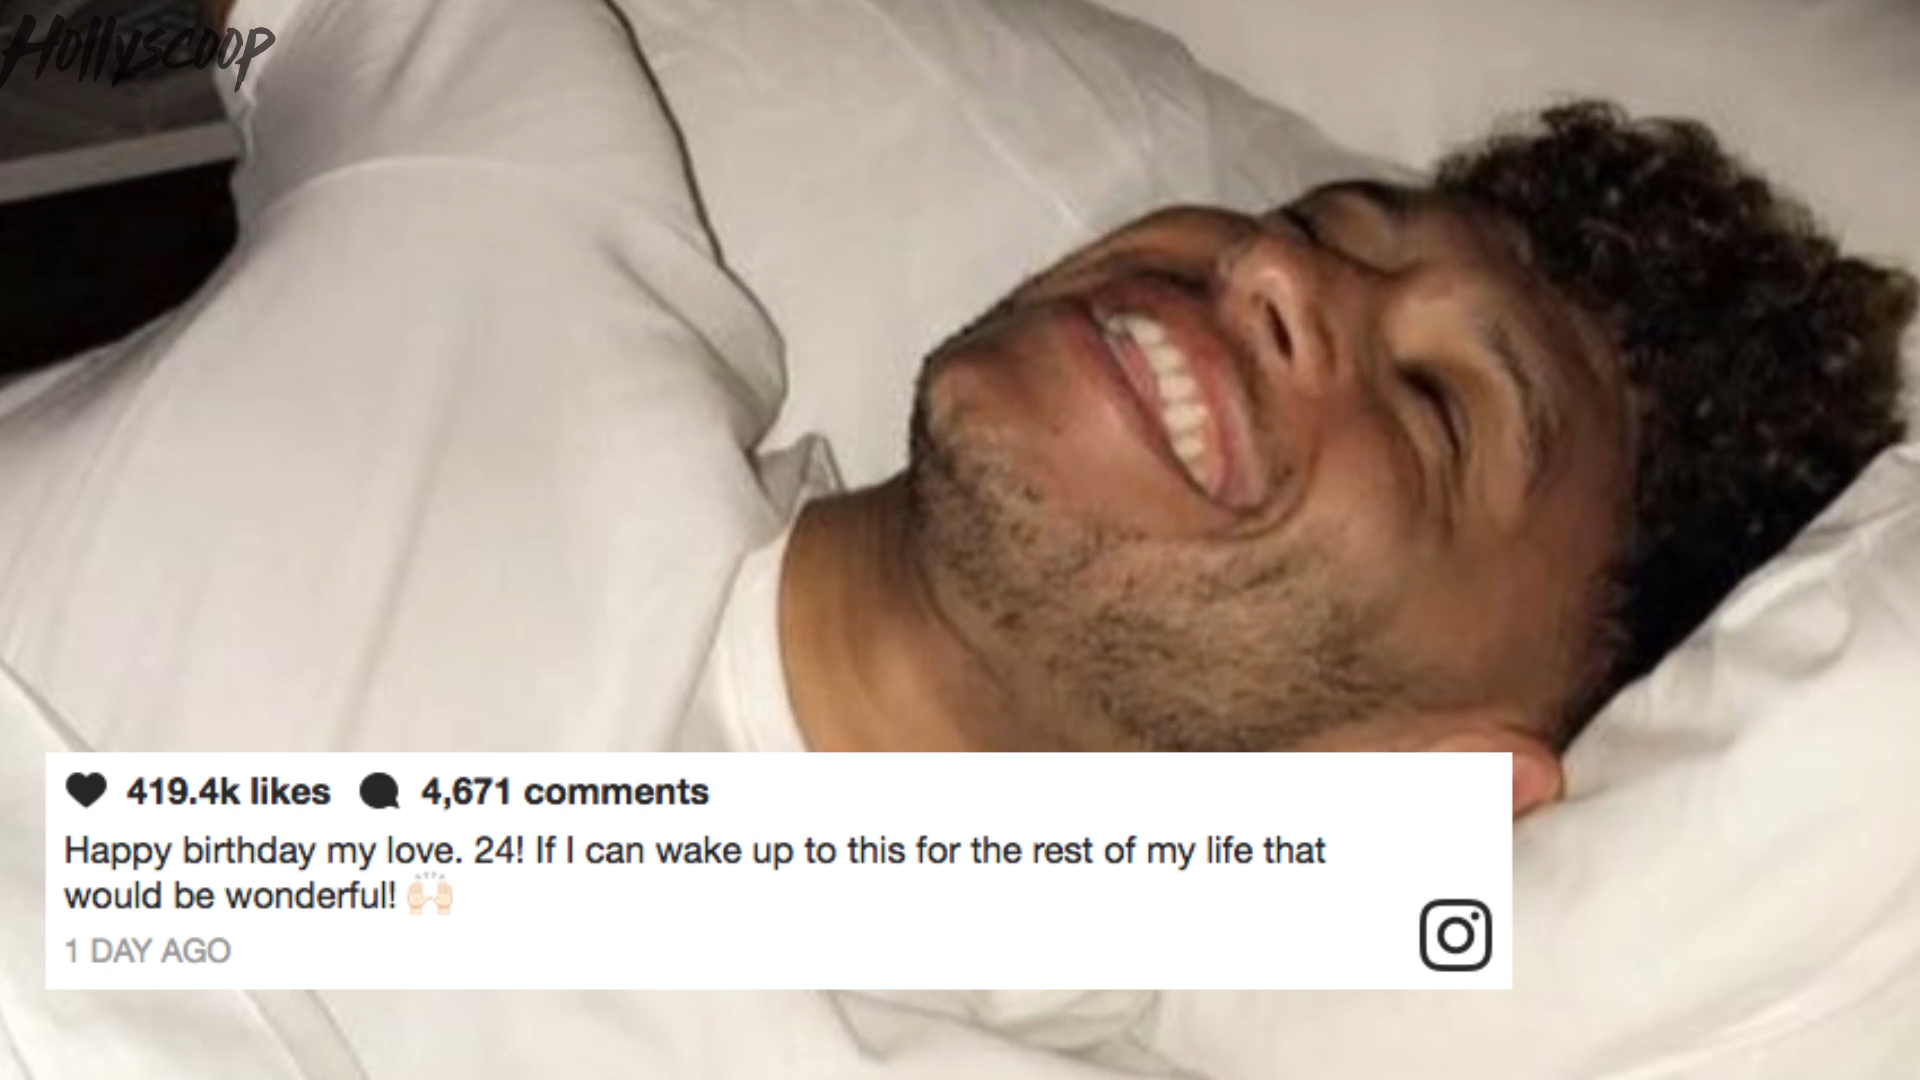 Hollyscoop
419.4k likes 4,671 comments
Happy birthday my love. 24! If I can wake up to this for the rest of my life that
would be wonderful! 🙌🏻
1 DAY AGO